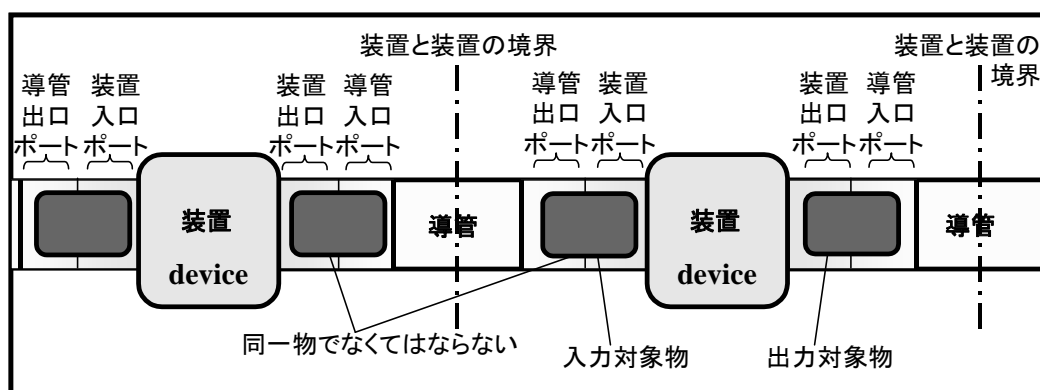 装置と装置の境界
装置と装置の
境界
導管
出口
ポート
装置
入口
ポート
装置
出口
ポート
導管
入口
ポート
導管
出口
ポート
装置
入口
ポート
装置
出口
ポート
導管
入口
ポート
装置
device
導管
装置
device
導管
同一物でなくてはならない
入力対象物
出力対象物